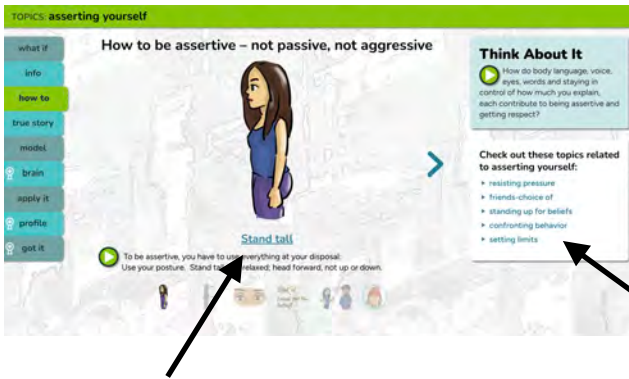 TOPICS: asserting yourself
what if
info
how to
true story
model
brain
apply it
profile
got it
How to be assertive – not passive, not aggressive
Stand tall
To be assertive, you have to use everything at your disposal:
Use your posture. Stand relaxed; head forward, not up or down.
Think About It
How do body language, voice,
eyes, words and staying in
control of how much you explain,
each contribute to being assertive and
getting respect?
Check out these topics related
to asserting yourself:
resisting pressure
friends-choice of
standing up for beliefs
confronting behavior
setting limits